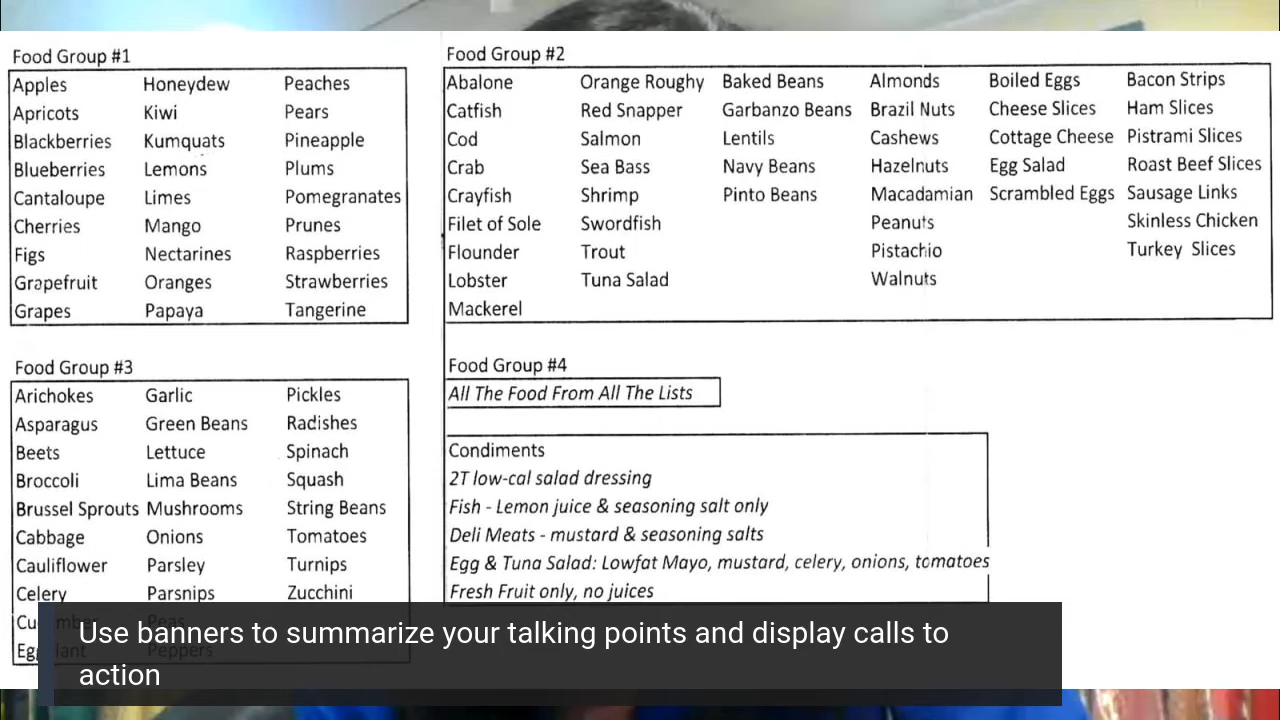 Food Group #1
Apples Honeydew Peaches
Apricots Kiwi Pears
Blackberries Kumquats Pineapple
Blueberries Lemons Plums
Cantaloupe Limes Pomegranates
Cherries Mango Prunes
Figs Nectarines Raspberries
Grapefruit Oranges Strawberries
Grapes Papaya Tangerine
Food Group #2
Abalone Orange Roughy Baked Beans Almonds Boiled Eggs Bacon Strips
Catfish Red Snapper Garbanzo Beans Brazil Nuts Cheese Slices Ham Slices
Cod Salmon Lentils Cashews Cottage Cheese Pistrami Slices
Crab Sea Bass Navy Beans Hazelnuts Egg Salad Roast Beef Slices
Crayfish Shrimp Pinto Beans Macadamian Scrambled Eggs Sausage Links
Filet of Sole Swordfish Peanuts Skinless Chicken
Flounder Trout Pistachio Turkey Slices
Lobster Tuna Salad Walnuts
Mackerel
Food Group #3
Arichokes Garlic Pickles
Asparagus Green Beans Radishes
Beets Lettuce Spinach
Broccoli Lima Beans Squash
Brussel Sprouts Mushrooms String Beans
Cabbage Onions Tomatoes
Cauliflower Parsley Turnips
Celery Parsnips Zucchini
Cucumber Peas
Eggplant Peppers
Food Group #4
All The Food From All The Lists
Condiments
2T low-cal salad dressing
Fish - Lemon juice & seasoning salt only
Deli Meats - mustard & seasoning salts
Egg & Tuna Salad: Lowfat Mayo, mustard, celery, onions, tomatoes
Fresh Fruit only, no juices
Use banners to summarize your talking points and display calls to
action